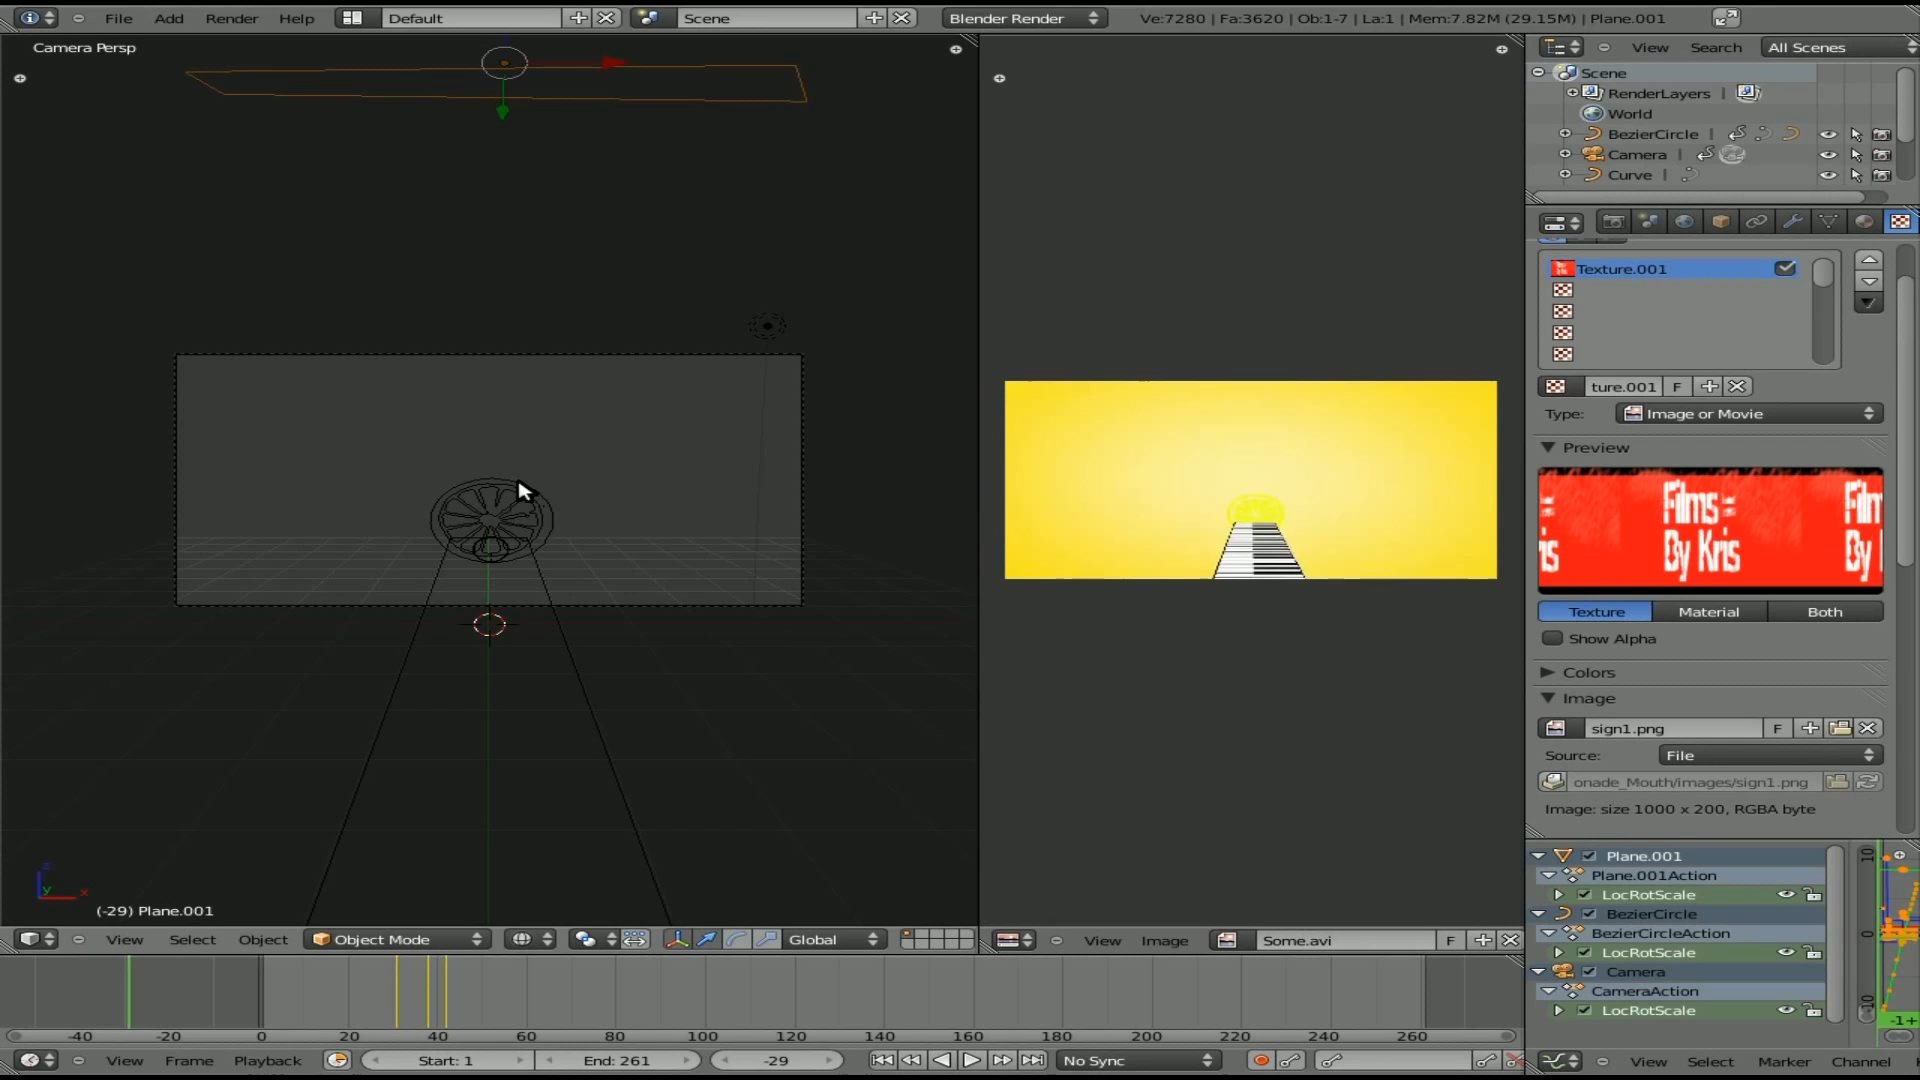 File Add Render Help Default Scene Blender Render Ve:7280 | Fa:3620 | Ob:1-7 | La:1 | Mem:7.82M (29.15M) | Plane.001
Camera Persp
(-29) Plane.001
View Select Object Object Mode Global
View Image Some.avi F
View Search All Scenes
Scene
RenderLayers |
World
BezierCircle |
Camera |
Curve |
Texture.001
ture.001 F
Type: Image or Movie
Preview
Films
By Kris
Texture Material Both
Show Alpha
Colors
Image
sign1.png F
Source: File
onade_Mouth/images/sign1.png
Image: size 1000 x 200, RGBA byte
Plane.001
Plane.001Action
LocRotScale
BezierCircle
BezierCircleAction
LocRotScale
Camera
CameraAction
LocRotScale
-40 -20 0 20 40 60 80 100 120 140 160 180 200 220 240 260
View Frame Playback Start: 1 End: 261 -29 No Sync
View Select Marker Channel